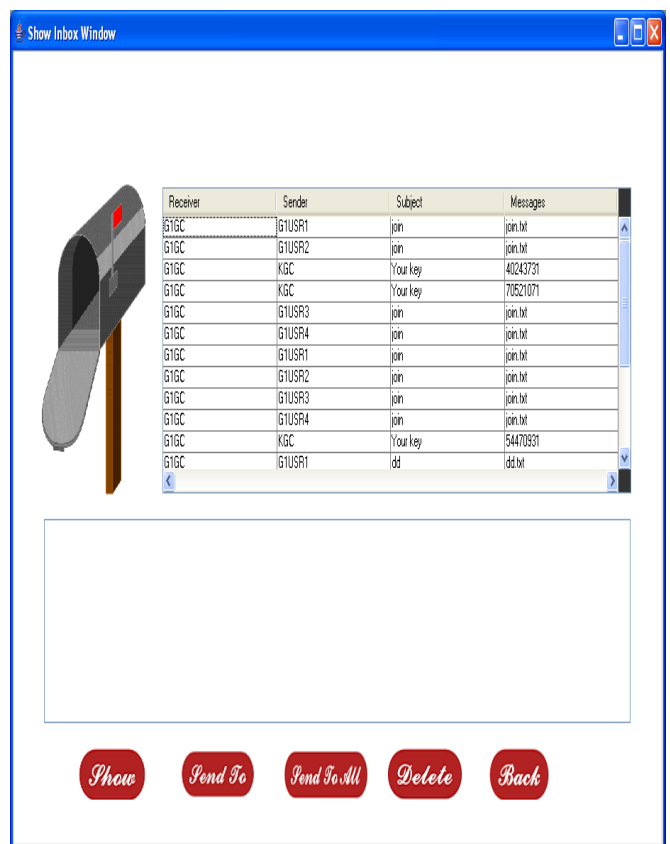 Show Inbox Window
Receiver Sender Subject Messages
G1GC G1USR1 join join.txt
G1GC G1USR2 join join.txt
G1GC KGC Your key 40243731
G1GC KGC Your key 70521071
G1GC G1USR3 join join.txt
G1GC G1USR4 join join.txt
G1GC G1USR1 join join.txt
G1GC G1USR2 join join.txt
G1GC G1USR3 join join.txt
G1GC G1USR4 join join.txt
G1GC KGC Your key 54470931
G1GC G1USR1 dd dd.txt
Show Send To Send To All Delete Back